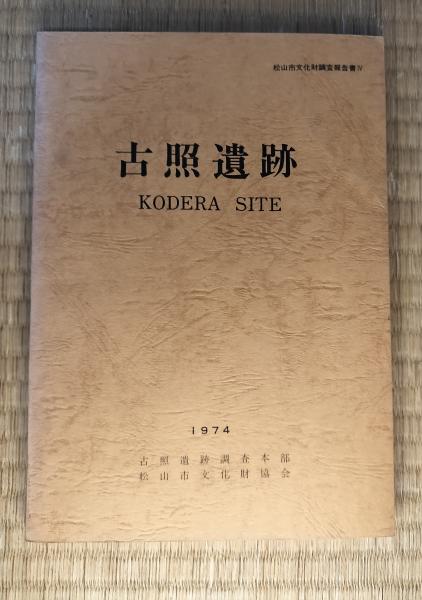 松山市文化財調査報告書Ⅳ
古照遺跡
KODERA SITE
1974
古照遺跡調査本部
松山市文化財協会